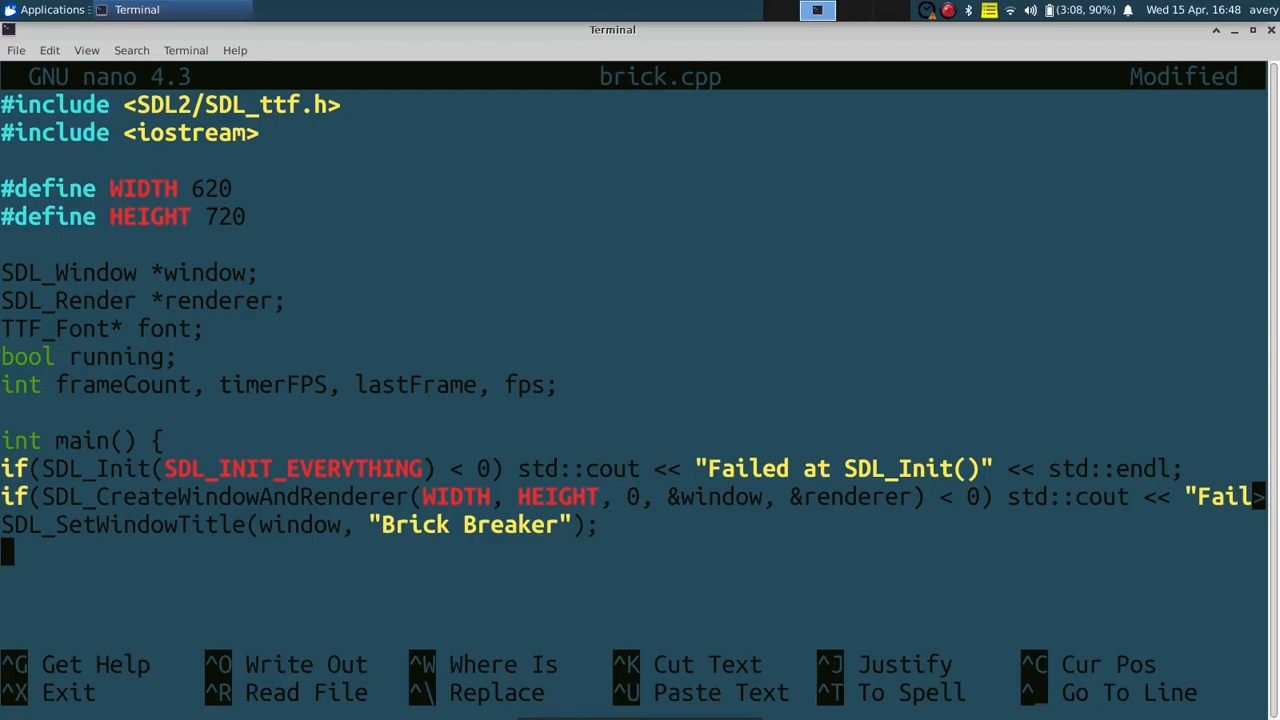 Applications Terminal (3:08, 90%) Wed 15 Apr, 16:48 avery
Terminal
File Edit View Search Terminal Help
GNU nano 4.3 brick.cpp Modified
#include <SDL2/SDL_ttf.h>
#include <iostream>
#define WIDTH 620
#define HEIGHT 720
SDL_Window *window;
SDL_Render *renderer;
TTF_Font* font;
bool running;
int frameCount, timerFPS, lastFrame, fps;
int main() {
if(SDL_Init(SDL_INIT_EVERYTHING) < 0) std::cout << "Failed at SDL_Init()" << std::endl;
if(SDL_CreateWindowAndRenderer(WIDTH, HEIGHT, 0, &window, &renderer) < 0) std::cout << "Fail>
SDL_SetWindowTitle(window, "Brick Breaker");
^G Get Help ^O Write Out ^W Where Is ^K Cut Text ^J Justify ^C Cur Pos
^X Exit ^R Read File ^\ Replace ^U Paste Text ^T To Spell ^_ Go To Line